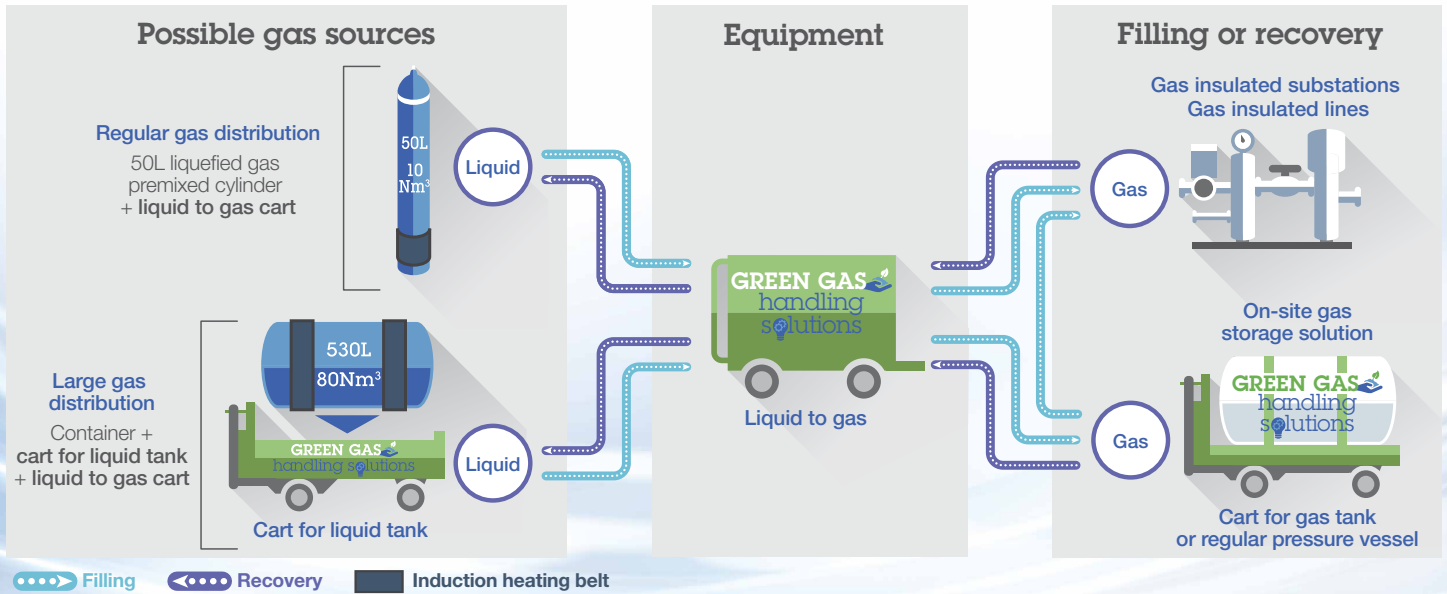 Possible gas sources
Regular gas distribution
50L liquefied gas
premixed cylinder
+ liquid to gas cart
50L
10
Nm³
Liquid
Large gas
distribution
Container +
cart for liquid tank
+ liquid to gas cart
530L
80Nm³
GREEN GAS
handling solutions
Liquid
Cart for liquid tank
Equipment
GREEN GAS
handling
solutions
Liquid to gas
Filling or recovery
Gas insulated substations
Gas insulated lines
Gas
On-site gas
storage solution
Gas
GREEN GAS
handling
solutions
Cart for gas tank
or regular pressure vessel
Filling
Recovery
Induction heating belt